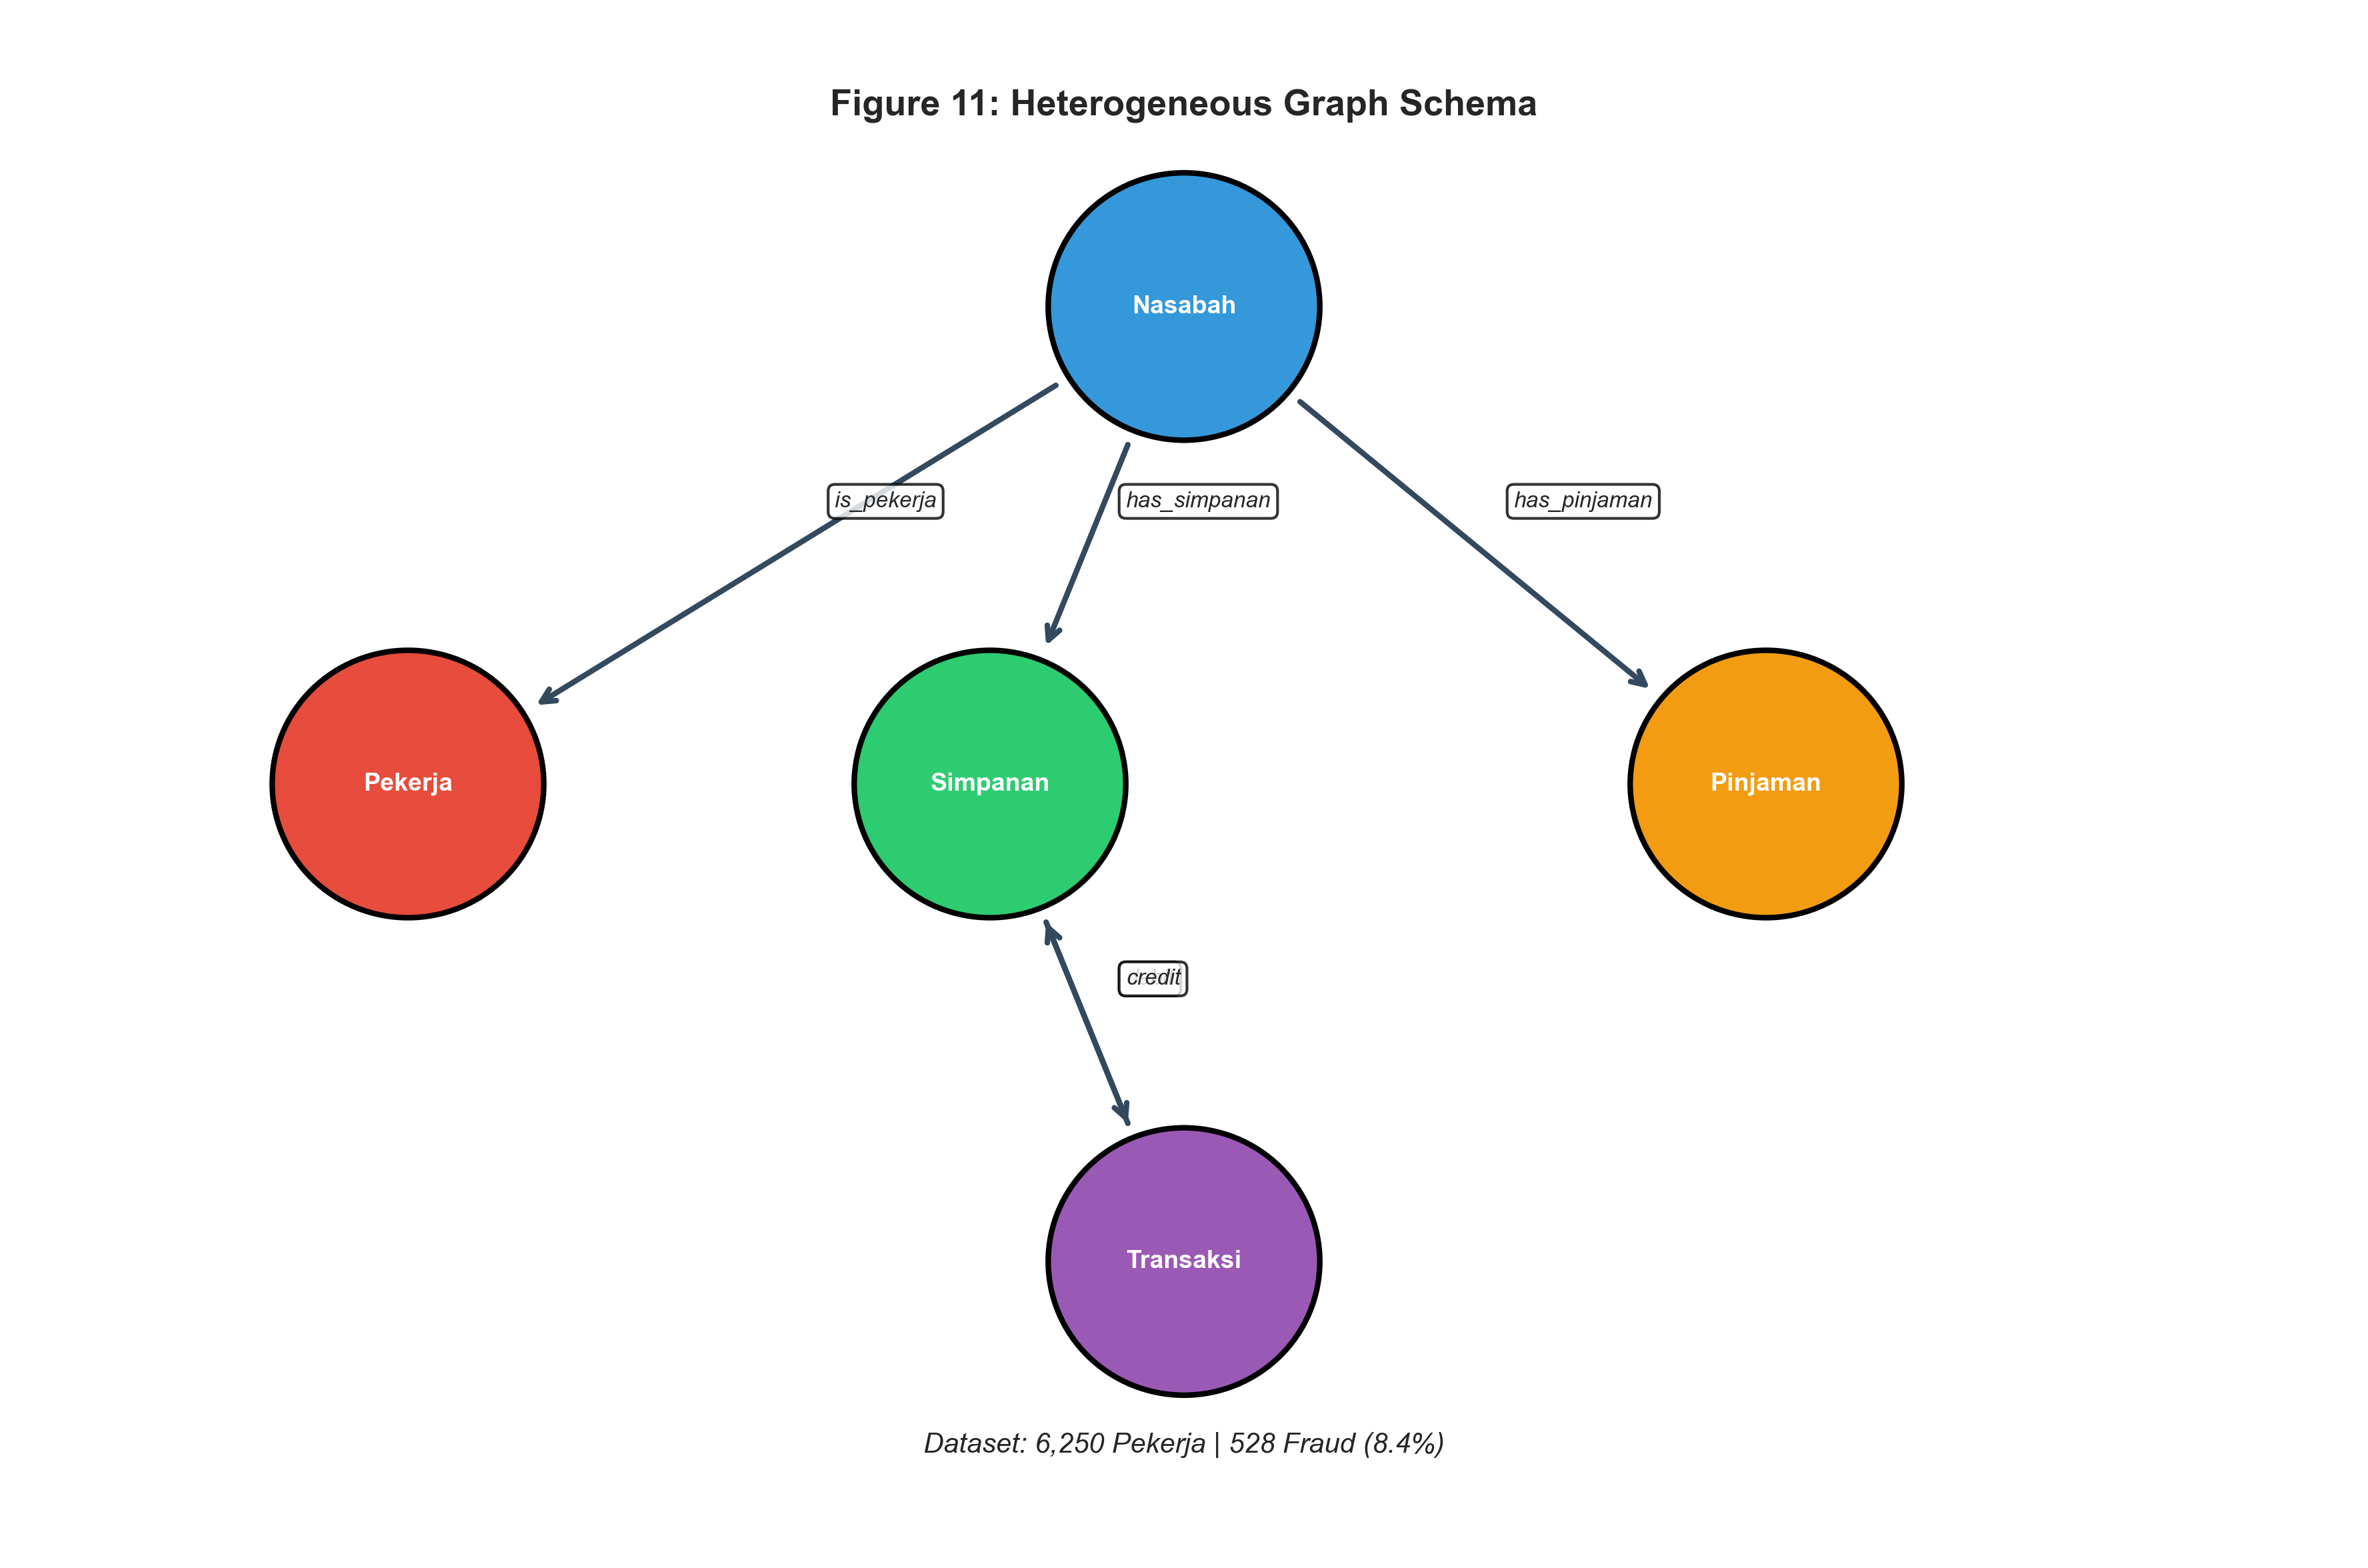 Figure 11: Heterogeneous Graph Schema
Nasabah
is_pekerja
has_simpanan
has_pinjaman
Pekerja
Simpanan
Pinjaman
credit
Transaksi
Dataset: 6,250 Pekerja | 528 Fraud (8.4%)